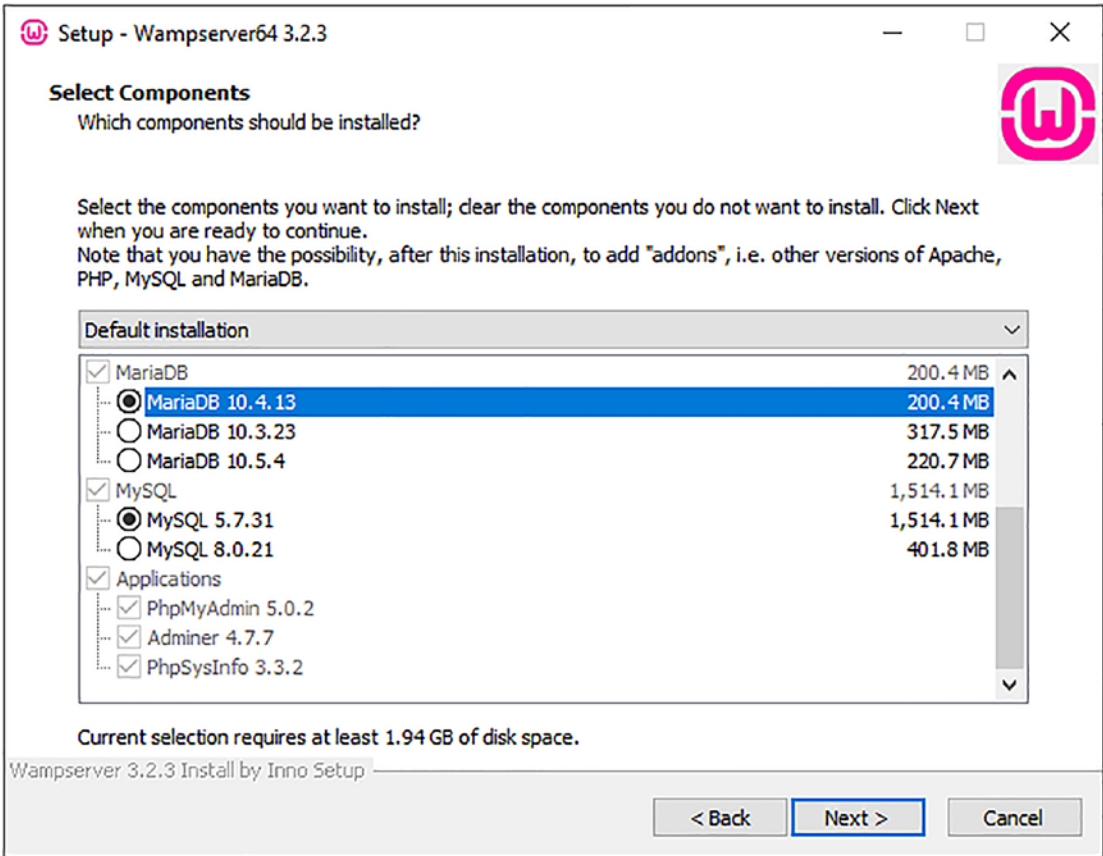 Setup - Wampserver64 3.2.3
Select Components
Which components should be installed?
Select the components you want to install; clear the components you do not want to install. Click Next
when you are ready to continue.
Note that you have the possibility, after this installation, to add "addons", i.e. other versions of Apache,
PHP, MySQL and MariaDB.
Default installation
MariaDB 200.4 MB
MariaDB 10.4.13 200.4 MB
MariaDB 10.3.23 317.5 MB
MariaDB 10.5.4 220.7 MB
MySQL 1,514.1 MB
MySQL 5.7.31 1,514.1 MB
MySQL 8.0.21 401.8 MB
Applications
PhpMyAdmin 5.0.2
Adminer 4.7.7
PhpSysInfo 3.3.2
Current selection requires at least 1.94 GB of disk space.
Wampserver 3.2.3 Install by Inno Setup
< Back Next > Cancel